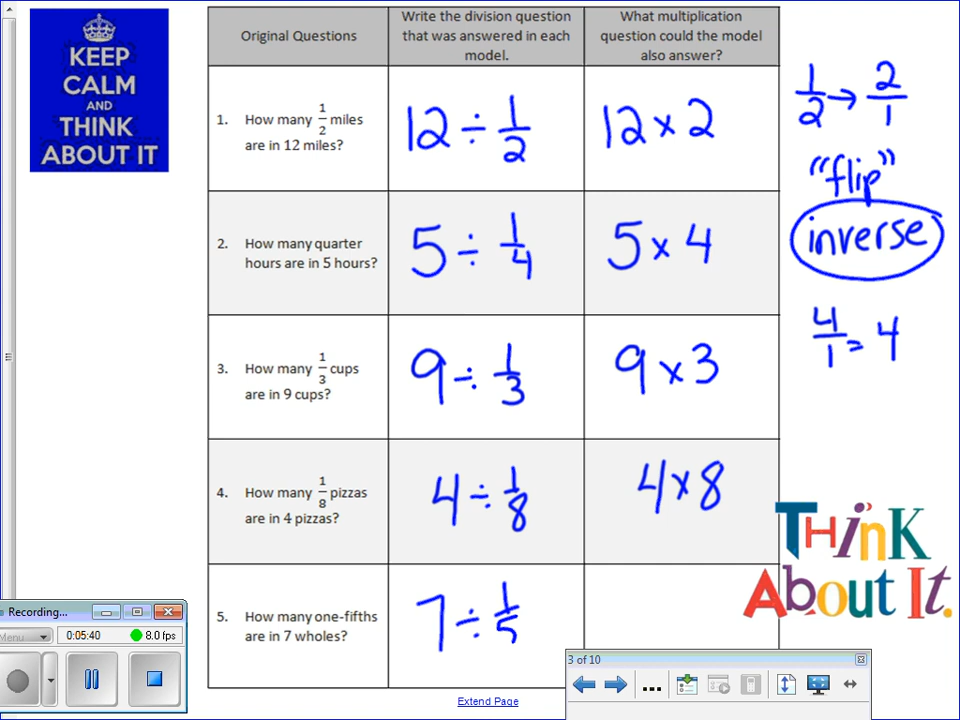 KEEP
CALM
AND
THINK
ABOUT IT
Original Questions
Write the division question
that was answered in each
model.
What multiplication
question could the model
also answer?
1. How many 1/2 miles
are in 12 miles?
12 ÷ 1/2
12 x 2
2. How many quarter
hours are in 5 hours?
5 ÷ 1/4
5 x 4
3. How many 1/3 cups
are in 9 cups?
9 ÷ 1/3
9 x 3
4. How many 1/8 pizzas
are in 4 pizzas?
4 ÷ 1/8
4 x 8
5. How many one-fifths
are in 7 wholes?
7 ÷ 1/5
1/2 → 2/1
"flip"
inverse
4/1 = 4
THiNK
About It.
Recording...
Menu
0:05:40
8.0 fps
3 of 10
...
Extend Page